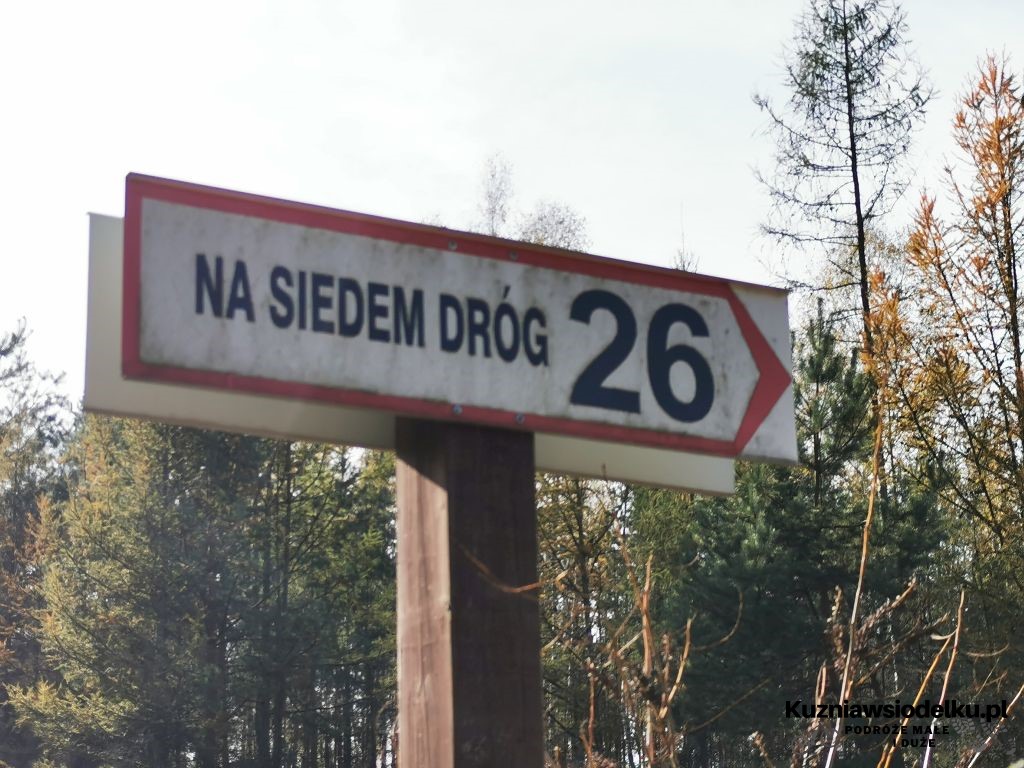 NA SIEDEM DRÓG 26
Kuzniawsiodelku.pl
PODRÓŻE MAŁE
I DUŻE